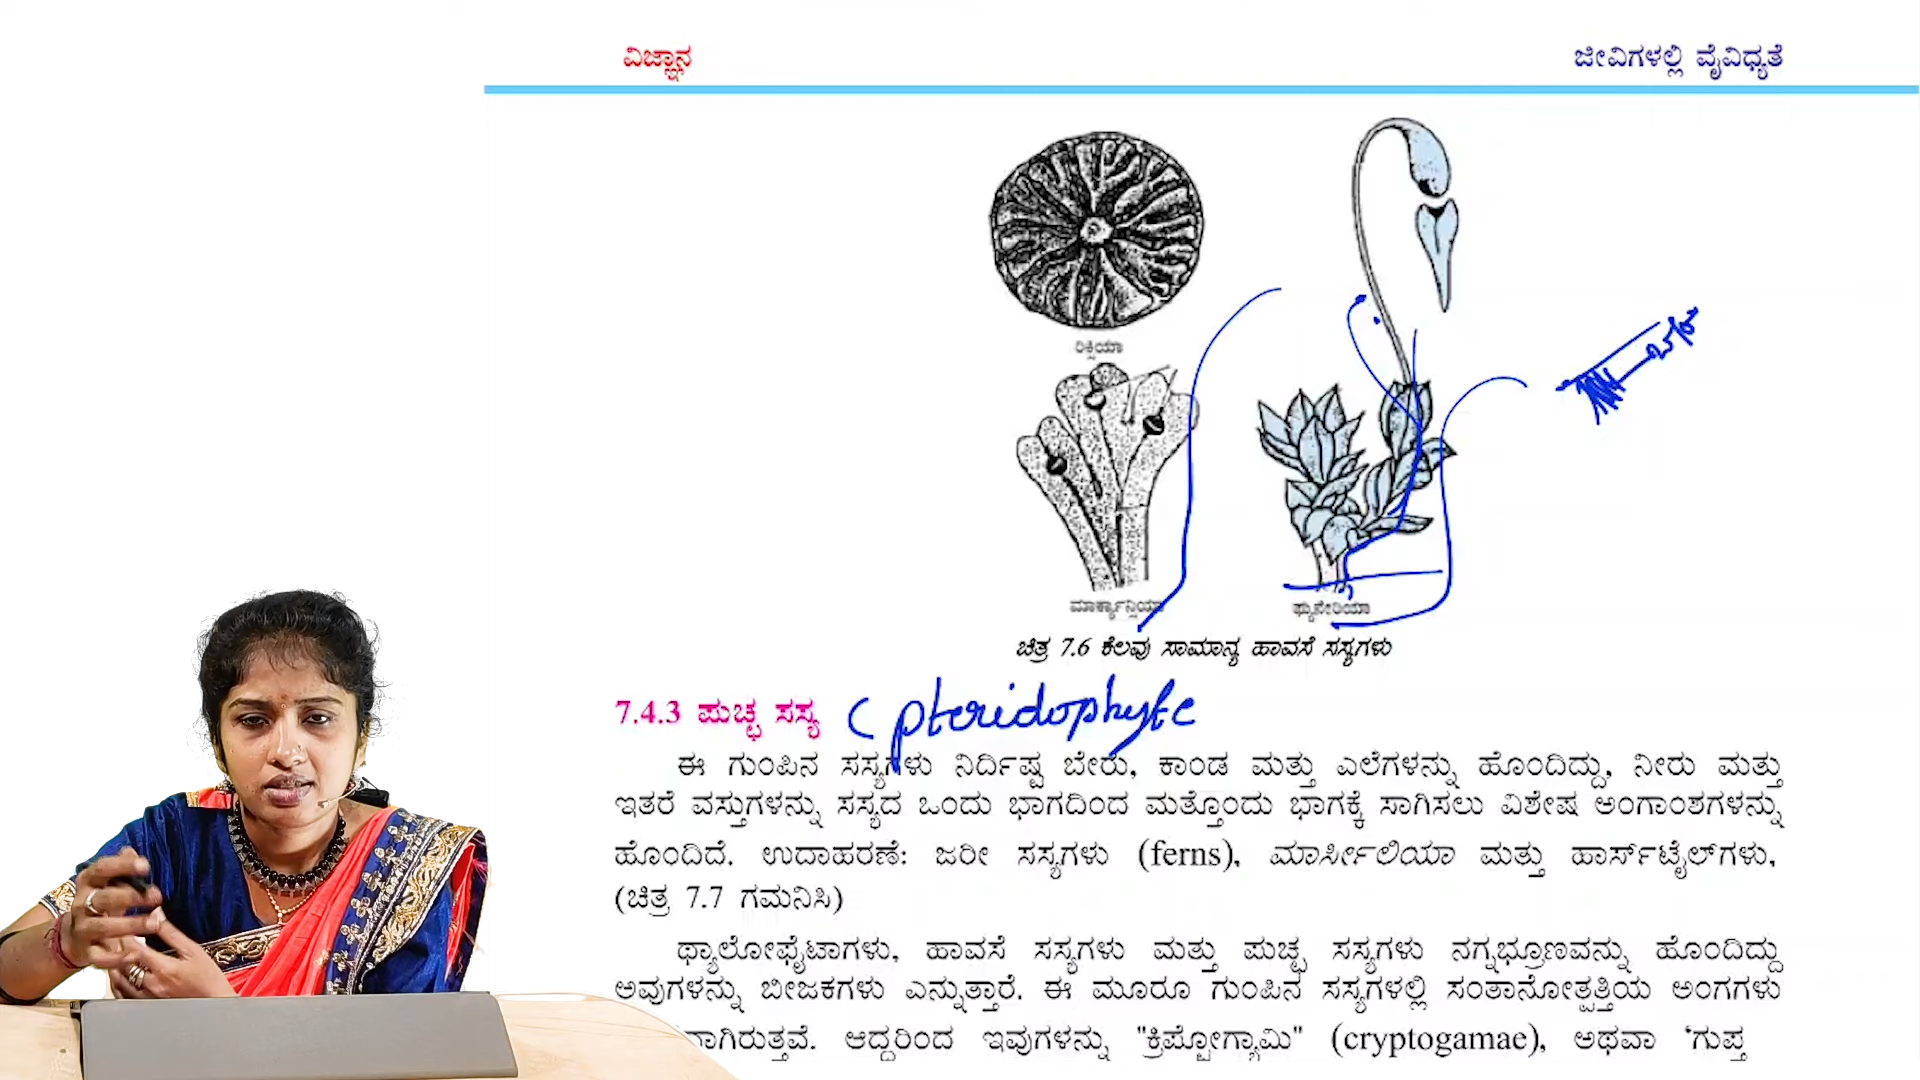 ವಿಜ್ಞಾನ
ಜೀವಿಗಳಲ್ಲಿ ವೈವಿಧ್ಯತೆ
ರಿಕ್ಸಿಯಾ
ಮಾರ್ಕ್ಯಾನ್ಸಿಯಾ
ಫ್ಯುನೇರಿಯಾ
ಚಿತ್ರ 7.6 ಕೆಲವು ಸಾಮಾನ್ಯ ಹಾವಸೆ ಸಸ್ಯಗಳು
7.4.3 ಪುಚ್ಛ ಸಸ್ಯ ( pteridophyte
ಈ ಗುಂಪಿನ ಸಸ್ಯಗಳು ನಿರ್ದಿಷ್ಟ ಬೇರು, ಕಾಂಡ ಮತ್ತು ಎಲೆಗಳನ್ನು ಹೊಂದಿದ್ದು, ನೀರು ಮತ್ತು
ಇತರೆ ವಸ್ತುಗಳನ್ನು ಸಸ್ಯದ ಒಂದು ಭಾಗದಿಂದ ಮತ್ತೊಂದು ಭಾಗಕ್ಕೆ ಸಾಗಿಸಲು ವಿಶೇಷ ಅಂಗಾಂಶಗಳನ್ನು
ಹೊಂದಿದೆ. ಉದಾಹರಣೆ: ಜರೀ ಸಸ್ಯಗಳು (ferns), ಮಾರ್ಸೀಲಿಯಾ ಮತ್ತು ಹಾರ್ಸ್‌ಟೈಲ್‌ಗಳು,
(ಚಿತ್ರ 7.7 ಗಮನಿಸಿ)
ಥ್ಯಾಲೋಫೈಟಾಗಳು, ಹಾವಸೆ ಸಸ್ಯಗಳು ಮತ್ತು ಪುಚ್ಛ ಸಸ್ಯಗಳು ನಗ್ನಭ್ರೂಣವನ್ನು ಹೊಂದಿದ್ದು
ಅವುಗಳನ್ನು ಬೀಜಕಗಳು ಎನ್ನುತ್ತಾರೆ. ಈ ಮೂರೂ ಗುಂಪಿನ ಸಸ್ಯಗಳಲ್ಲಿ ಸಂತಾನೋತ್ಪತ್ತಿಯ ಅಂಗಗಳು
ವಾಗಿರುತ್ತವೆ. ಆದ್ದರಿಂದ ಇವುಗಳನ್ನು "ಕ್ರಿಪ್ಟೋಗ್ಯಾಮಿ" (cryptogamae), ಅಥವಾ 'ಗುಪ್ತ